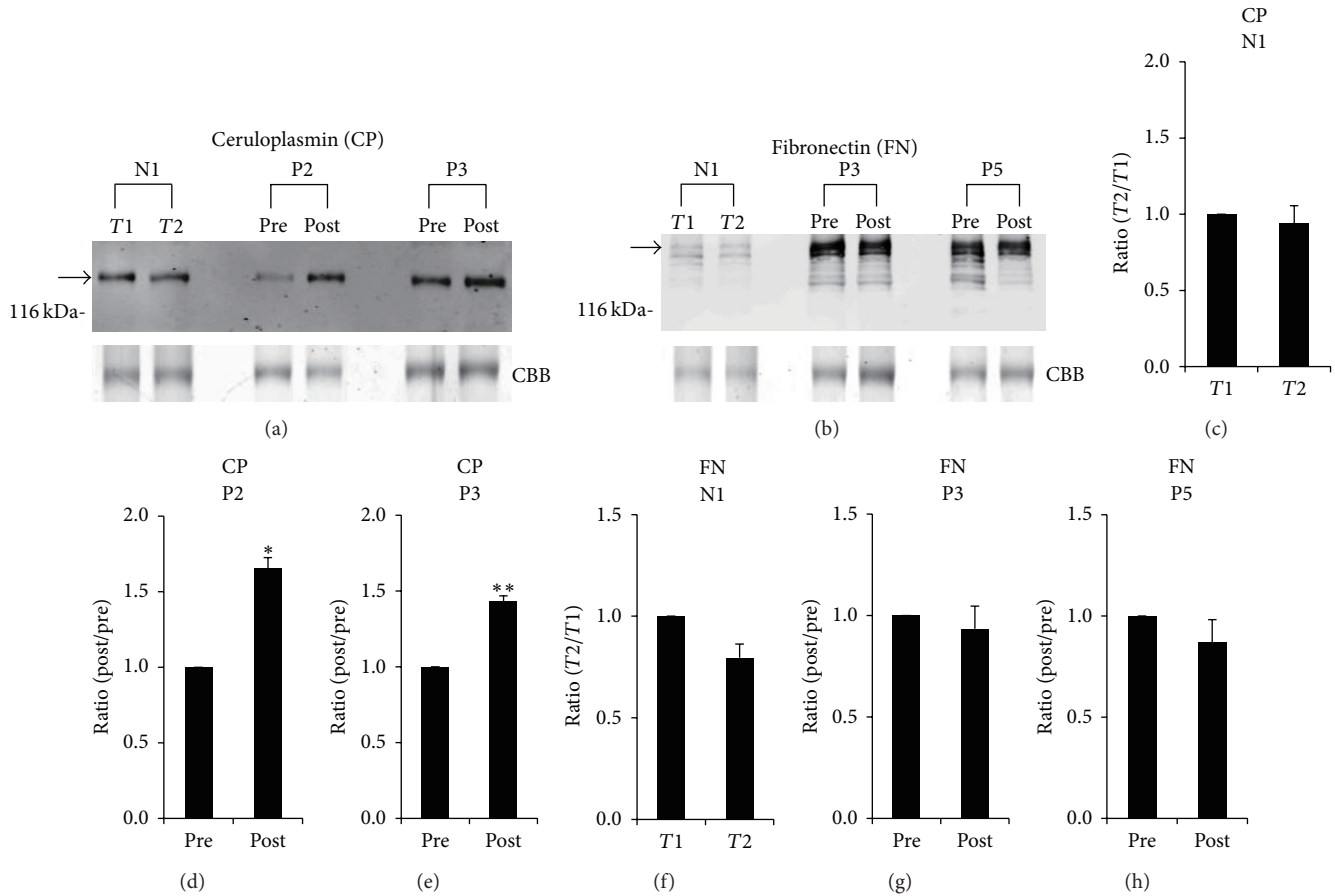 Ceruloplasmin (CP)
N1 P2 P3
T1 T2 Pre Post Pre Post
116 kDa-
CBB
(a)
Fibronectin (FN)
N1 P3 P5
T1 T2 Pre Post Pre Post
116 kDa-
CBB
(b)
CP
N1
Ratio (T2/T1)
2.0
1.5
1.0
0.5
0.0
T1 T2
(c)
CP
P2
Ratio (post/pre)
2.0
1.5
1.0
0.5
0.0
*
Pre Post
(d)
CP
P3
Ratio (post/pre)
2.0
1.5
1.0
0.5
0.0
**
Pre Post
(e)
FN
N1
Ratio (T2/T1)
1.5
1.0
0.5
0.0
T1 T2
(f)
FN
P3
Ratio (post/pre)
1.5
1.0
0.5
0.0
Pre Post
(g)
FN
P5
Ratio (post/pre)
1.5
1.0
0.5
0.0
Pre Post
(h)